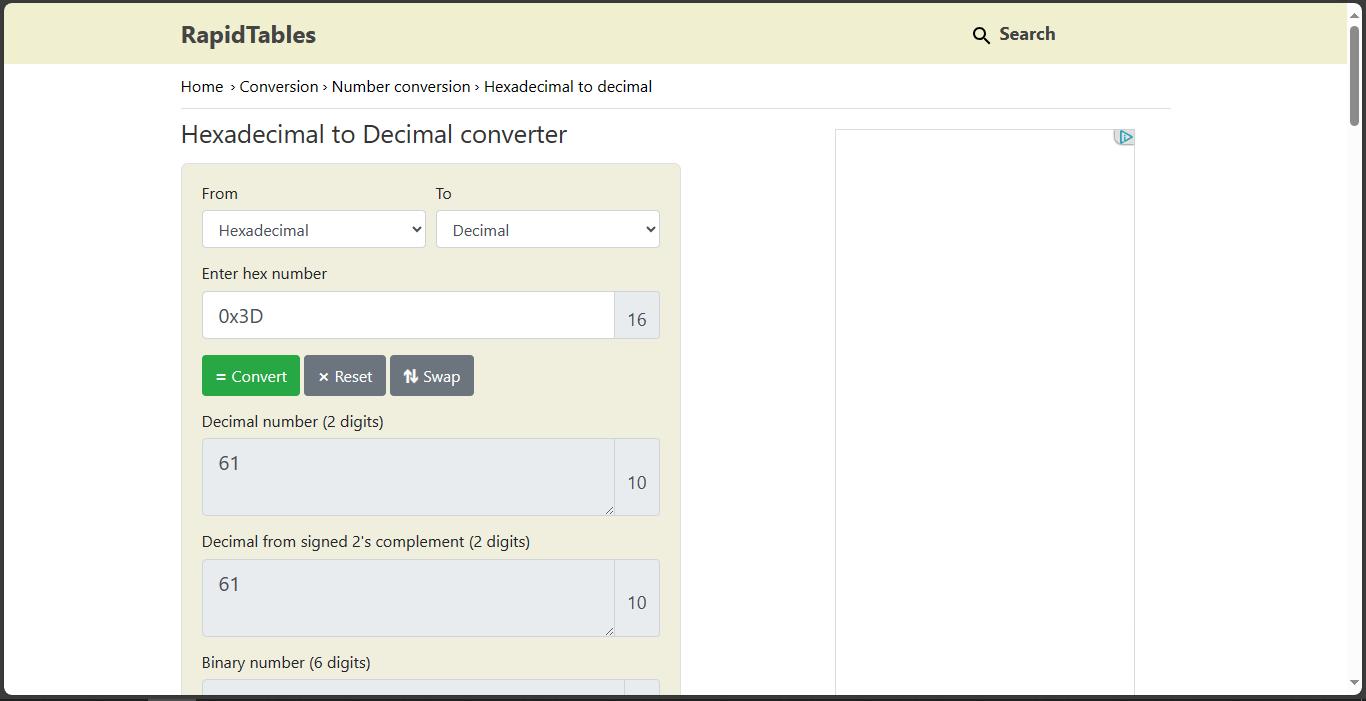 RapidTables
Search
Home › Conversion › Number conversion › Hexadecimal to decimal
Hexadecimal to Decimal converter
From To
Hexadecimal Decimal
Enter hex number
0x3D 16
= Convert × Reset Swap
Decimal number (2 digits)
61
10
Decimal from signed 2's complement (2 digits)
61
10
Binary number (6 digits)